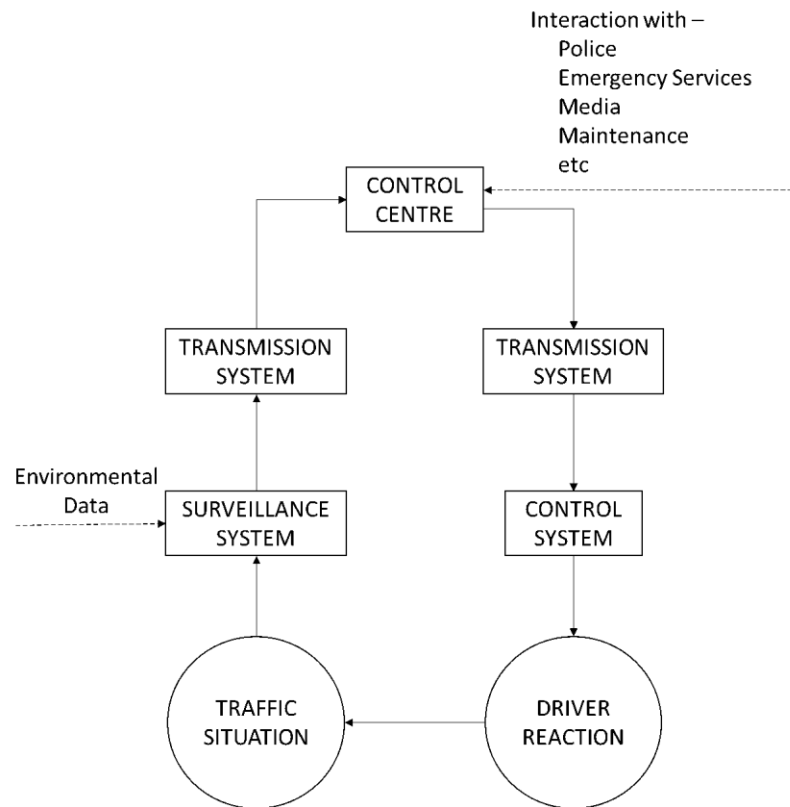 Interaction with –
Police
Emergency Services
Media
Maintenance
etc
CONTROL
CENTRE
TRANSMISSION
SYSTEM
TRANSMISSION
SYSTEM
Environmental
Data
SURVEILLANCE
SYSTEM
CONTROL
SYSTEM
TRAFFIC
SITUATION
DRIVER
REACTION